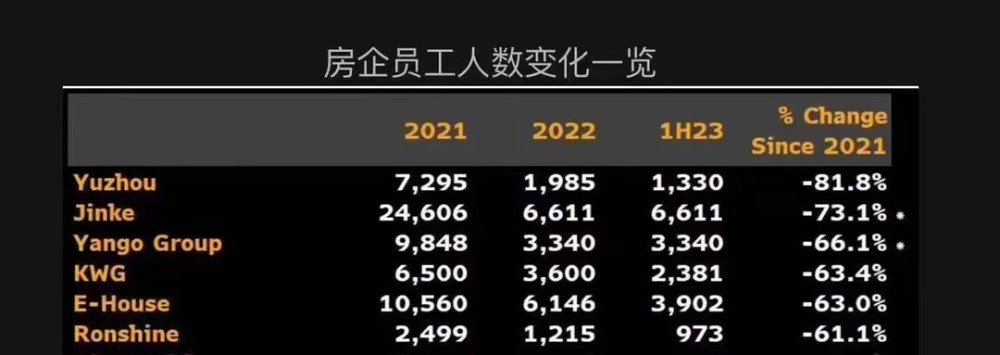 房企员工人数变化一览
2021 2022 1H23 % Change Since 2021
Yuzhou 7,295 1,985 1,330 -81.8%
Jinke 24,606 6,611 6,611 -73.1% *
Yango Group 9,848 3,340 3,340 -66.1% *
KWG 6,500 3,600 2,381 -63.4%
E-House 10,560 6,146 3,902 -63.0%
Ronshine 2,499 1,215 973 -61.1%